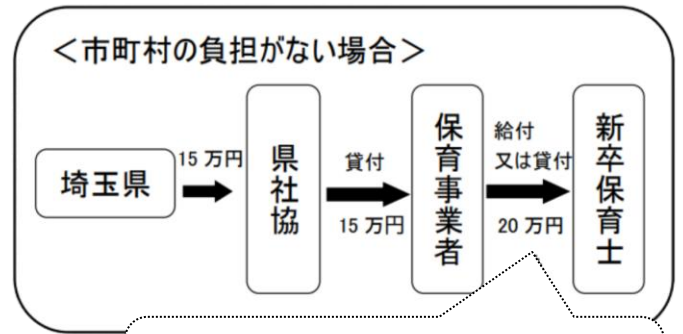 ＜市町村の負担がない場合＞
埼玉県
15 万円
県社協
貸付
15 万円
保育事業者
給付
又は貸付
20 万円
新卒保育士